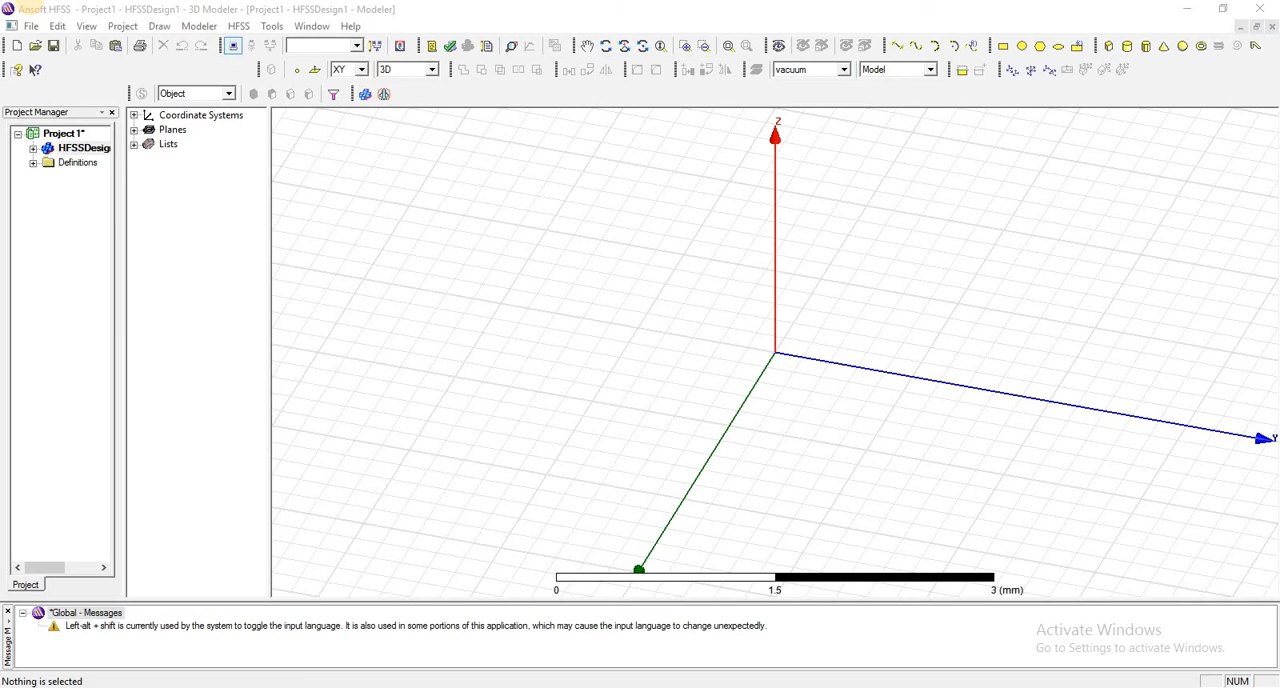 Ansoft HFSS - Project1 - HFSSDesign1 - 3D Modeler - [Project1 - HFSSDesign1 - Modeler]
File Edit View Project Draw Modeler HFSS Tools Window Help
XY 3D vacuum Model
Object
Project Manager
Project1*
HFSSDesig
Definitions
Project
Coordinate Systems
Planes
Lists
Z
Y
0 1.5 3 (mm)
*Global - Messages
Left-alt + shift is currently used by the system to toggle the input language. It is also used in some portions of this application, which may cause the input language to change unexpectedly.
Message M
Activate Windows
Go to Settings to activate Windows.
Nothing is selected
NUM